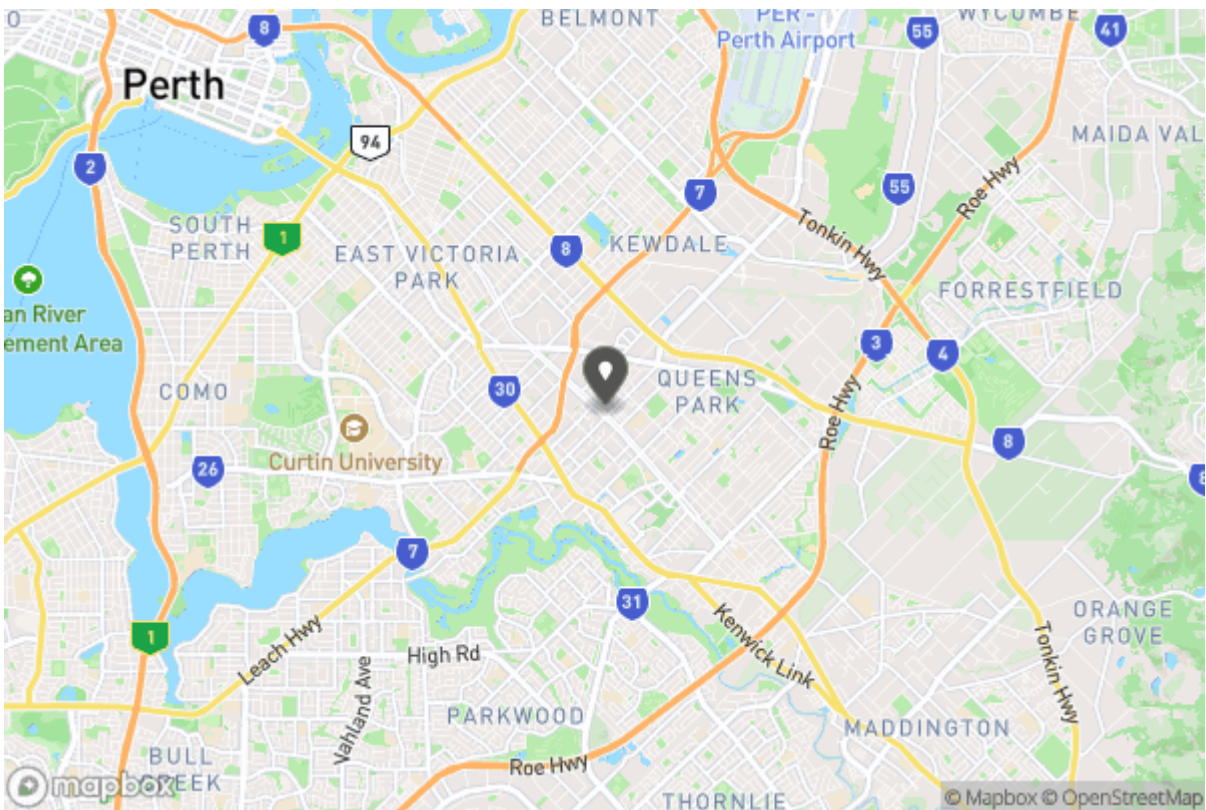 O
8
BELMONT
PER -
Perth Airport
55
WYCOMBE
41
Perth
94
MAIDA VAL
2
7
55
Roe Hwy
SOUTH
PERTH
1
EAST VICTORIA
PARK
8
KEWDALE
Tonkin Hwy
FORRESTFIELD
an River
ement Area
3
4
COMO
30
QUEENS
PARK
Roe Hwy
Curtin University
26
8
8
7
31
ORANGE
GROVE
1
Leach Hwy
High Rd
Kenwick Link
Tonkin Hwy
Vahland Ave
PARKWOOD
MADDINGTON
BULL
CREEK
Roe Hwy
mapbox
THORNLIE
© Mapbox © OpenStreetMap